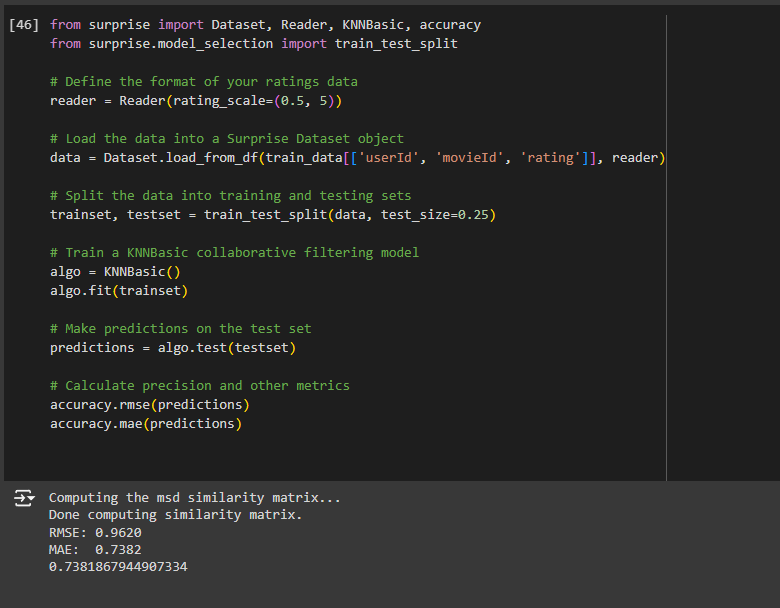 [46] from surprise import Dataset, Reader, KNNBasic, accuracy
from surprise.model_selection import train_test_split
# Define the format of your ratings data
reader = Reader(rating_scale=(0.5, 5))
# Load the data into a Surprise Dataset object
data = Dataset.load_from_df(train_data[['userId', 'movieId', 'rating']], reader)
# Split the data into training and testing sets
trainset, testset = train_test_split(data, test_size=0.25)
# Train a KNNBasic collaborative filtering model
algo = KNNBasic()
algo.fit(trainset)
# Make predictions on the test set
predictions = algo.test(testset)
# Calculate precision and other metrics
accuracy.rmse(predictions)
accuracy.mae(predictions)
Computing the msd similarity matrix...
Done computing similarity matrix.
RMSE: 0.9620
MAE:  0.7382
0.7381867944907334